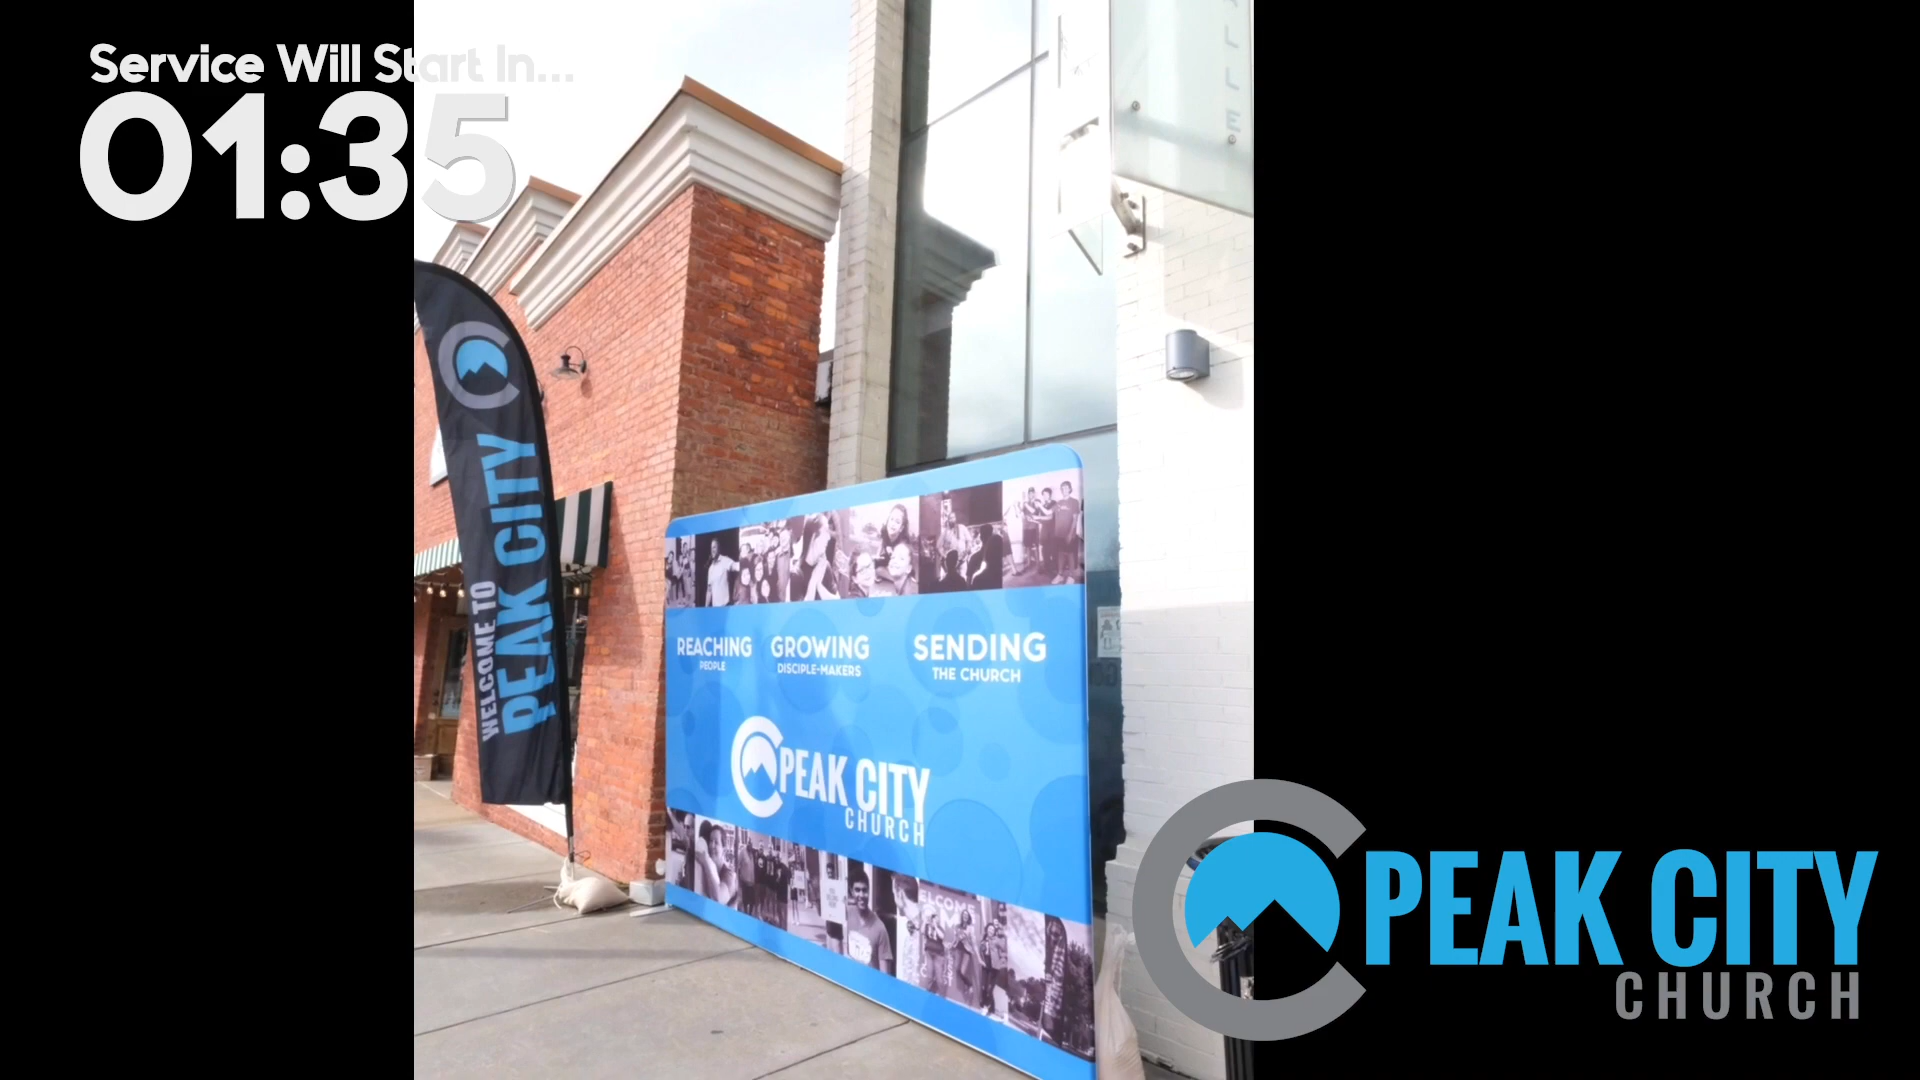 Service Will Start In...
01:35
WELCOME TO
PEAK CITY
REACHING
PEOPLE
GROWING
DISCIPLE-MAKERS
SENDING
THE CHURCH
PEAK CITY
CHURCH
PEAK CITY
CHURCH